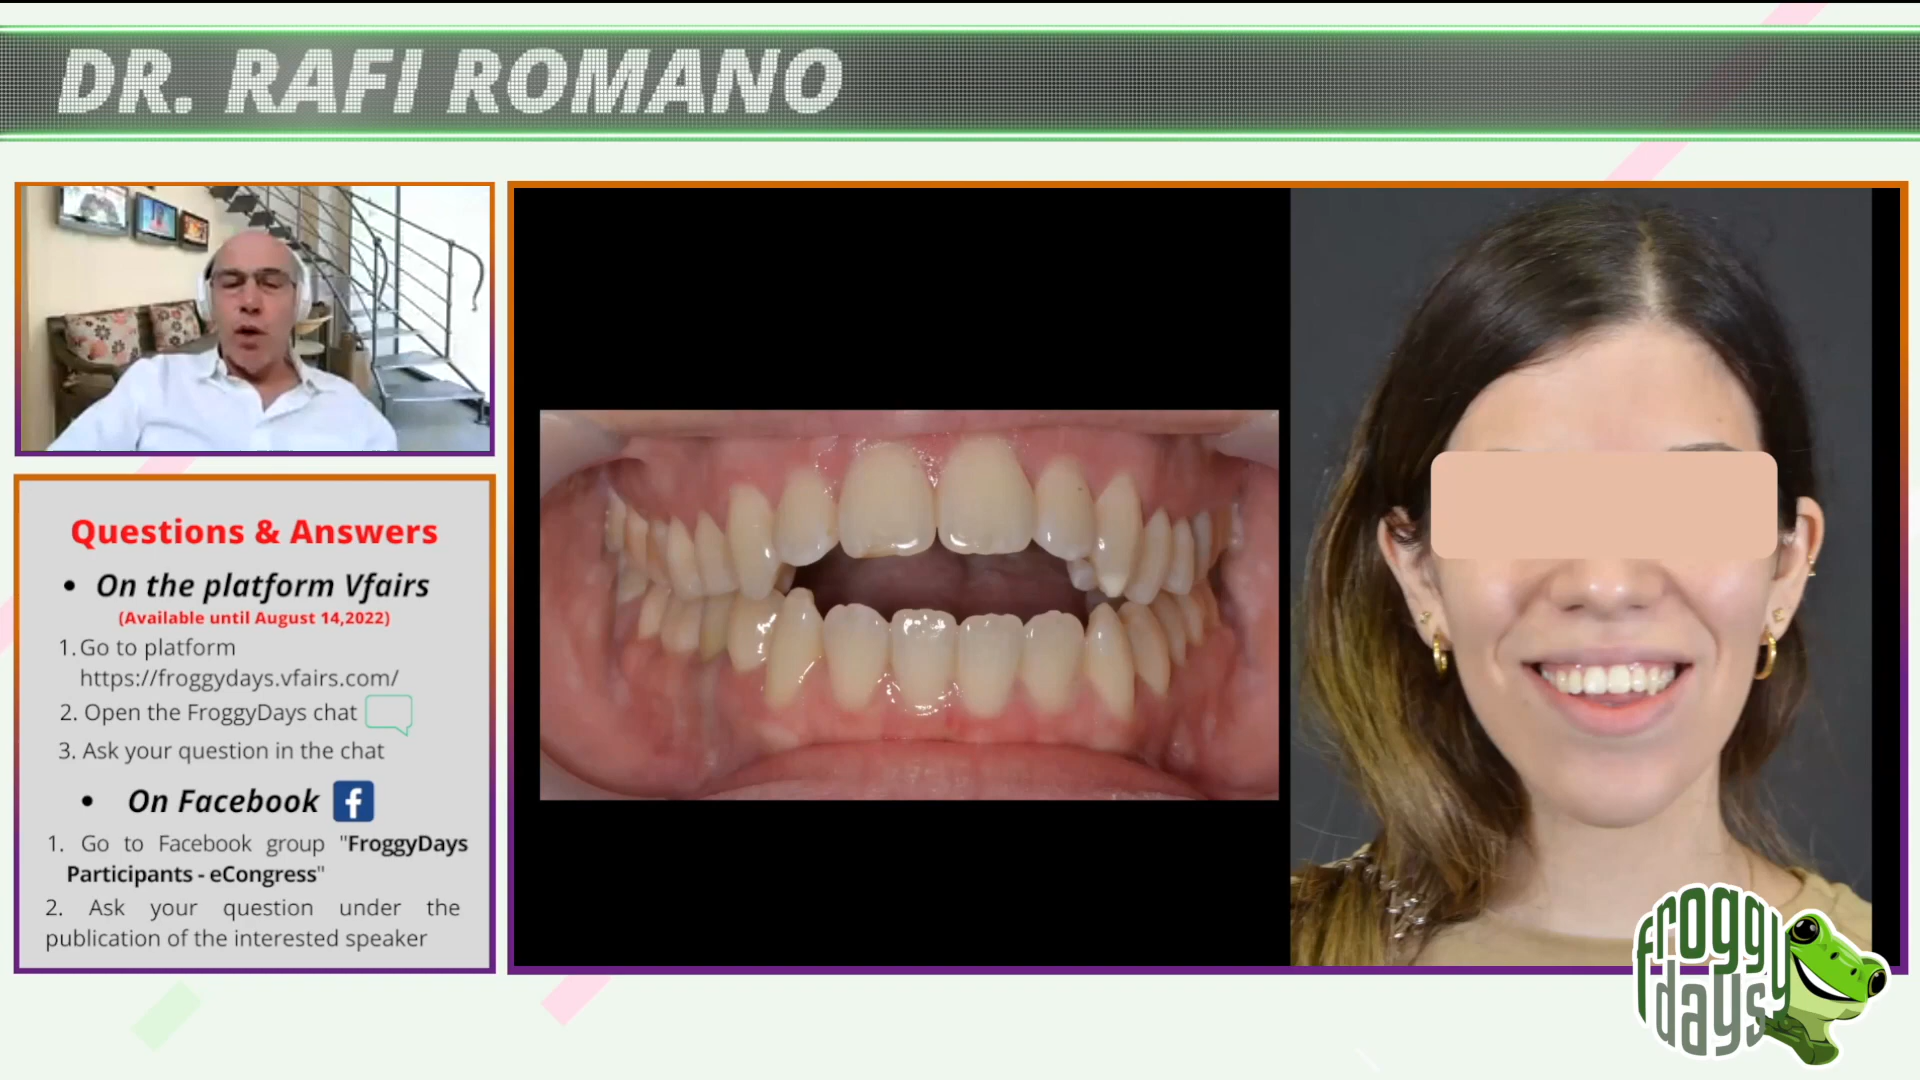 DR. RAFI ROMANO
Questions & Answers
• On the platform Vfairs
(Available until August 14,2022)
1. Go to platform
https://froggydays.vfairs.com/
2. Open the FroggyDays chat
3. Ask your question in the chat
• On Facebook f
1. Go to Facebook group "FroggyDays
Participants - eCongress"
2. Ask your question under the
publication of the interested speaker
froggy
days